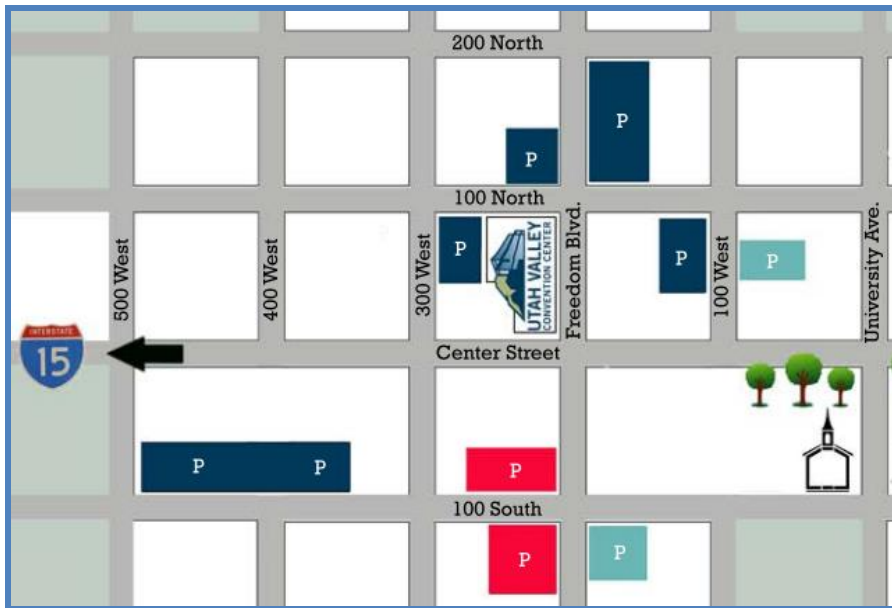 200 North
P
P
100 North
500 West
400 West
300 West
P
UTAH VALLEY
CONVENTION CENTER
Freedom Blvd.
P
100 West
P
University Ave.
Center Street
INTERSTATE
15
P
P
P
100 South
P
P